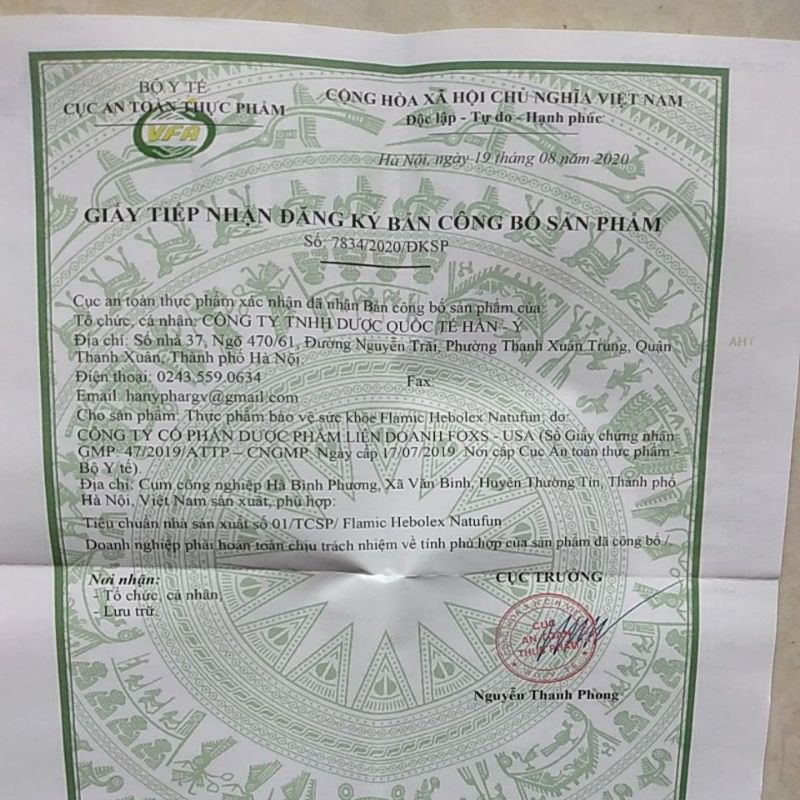 BỘ Y TẾ
CỤC AN TOÀN THỰC PHẨM
VFA
CỘNG HÒA XÃ HỘI CHỦ NGHĨA VIỆT NAM
Độc lập - Tự do - Hạnh phúc
Hà Nội, ngày 19 tháng 08 năm 2020
GIẤY TIẾP NHẬN ĐĂNG KÝ BẢN CÔNG BỐ SẢN PHẨM
Số: 7834/2020/ĐKSP
Cục an toàn thực phẩm xác nhận đã nhận Bản công bố sản phẩm của:
Tổ chức, cá nhân: CÔNG TY TNHH DƯỢC QUỐC TẾ HÀN - Ý
Địa chỉ: Số nhà 37, Ngõ 470/61, Đường Nguyễn Trãi, Phường Thanh Xuân Trung, Quận
Thanh Xuân, Thành phố Hà Nội.
Điện thoại: 0243.559.0634 Fax:
Email: hanyphargv@gmail.com
Cho sản phẩm: Thực phẩm bảo vệ sức khỏe Flamic Hebolex Natufun; do:
CÔNG TY CỔ PHẦN DƯỢC PHẨM LIÊN DOANH FOXS - USA (Số Giấy chứng nhận
GMP: 47/2019/ATTP – CNGMP. Ngày cấp 17/07/2019. Nơi cấp Cục An toàn thực phẩm -
Bộ Y tế).
Địa chỉ: Cụm công nghiệp Hà Bình Phương, Xã Văn Bình, Huyện Thường Tín, Thành phố
Hà Nội, Việt Nam sản xuất, phù hợp:
Tiêu chuẩn nhà sản xuất số 01/TCSP/ Flamic Hebolex Natufun
Doanh nghiệp phải hoàn toàn chịu trách nhiệm về tính phù hợp của sản phẩm đã công bố./.
Nơi nhận:
- Tổ chức, cá nhân;
- Lưu trữ.
CỤC TRƯỞNG
CỤC
AN TOÀN
THỰC PHẨM
Nguyễn Thanh Phong